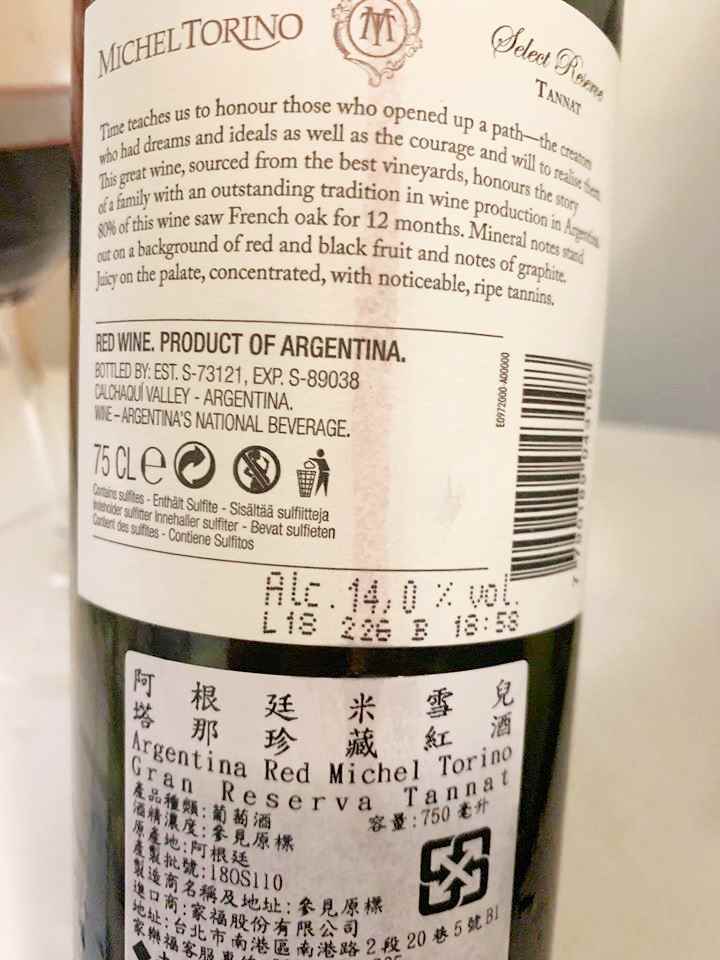 MICHEL TORINO
MT
Select Reserve
TANNAT
Time teaches us to honour those who opened up a path—the creators
who had dreams and ideals as well as the courage and will to realise them.
This great wine, sourced from the best vineyards, honours the story
of a family with an outstanding tradition in wine production in Argentina.
80% of this wine saw French oak for 12 months. Mineral notes stand
out on a background of red and black fruit and notes of graphite.
Juicy on the palate, concentrated, with noticeable, ripe tannins.
RED WINE. PRODUCT OF ARGENTINA.
BOTTLED BY: EST. S-73121, EXP. S-89038
CALCHAQUÍ VALLEY - ARGENTINA.
WINE – ARGENTINA'S NATIONAL BEVERAGE.
E0972000-A00000
75 CL e
Contains sulfites - Enthält Sulfite - Sisältää sulfiitteja
Indeholder sulfitter Innehaller sulfiter - Bevat sulfieten
Contient des sulfites - Contiene Sulfitos
Alc. 14,0 % vol.
L18 226 B 18:58
阿根廷米雪兒
塔那珍藏紅酒
Argentina Red Michel Torino
Gran Reserva Tannat
產品種類:葡萄酒
容量:750 毫升
酒精濃度:參見原標
原產地:阿根廷
產製批號:180S110
製造商名稱及地址:參見原標
進口商:家福股份有限公司
地址:台北市南港區南港路2段20巷5號B1
家樂福客服專線